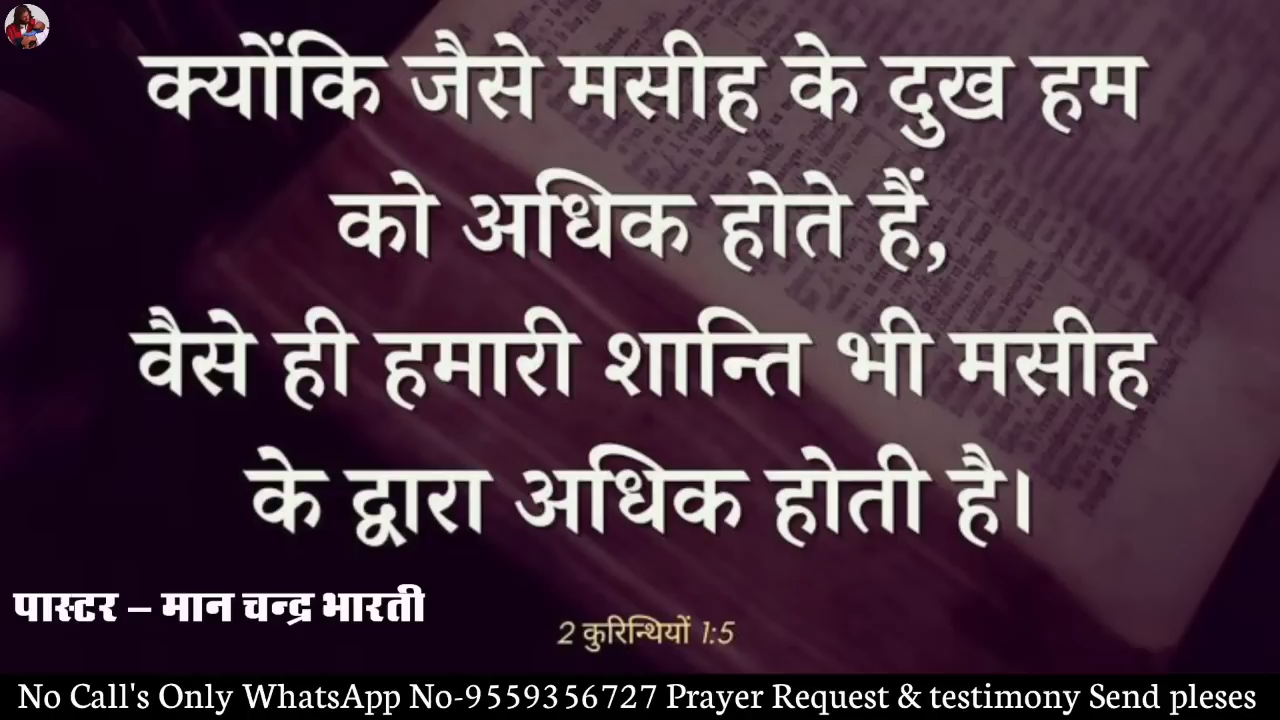 क्योंकि जैसे मसीह के दुख हम
को अधिक होते हैं,
वैसे ही हमारी शान्ति भी मसीह
के द्वारा अधिक होती है।
पास्टर – मान चन्द्र भारती
2 कुरिन्थियों 1:5
No Call's Only WhatsApp No-9559356727 Prayer Request & testimony Send pleses